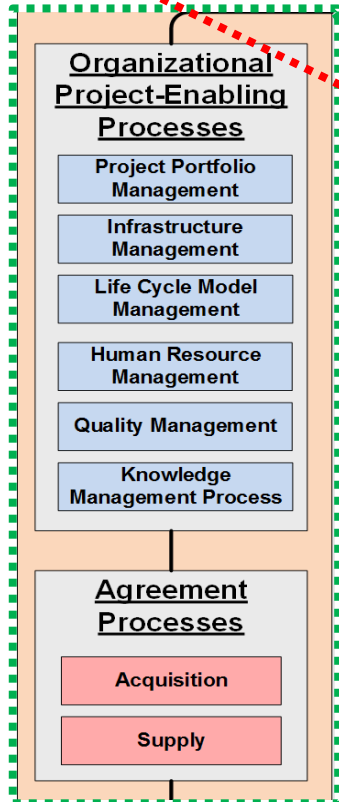 Organizational
Project-Enabling
Processes
Project Portfolio
Management
Infrastructure
Management
Life Cycle Model
Management
Human Resource
Management
Quality Management
Knowledge
Management Process
Agreement
Processes
Acquisition
Supply